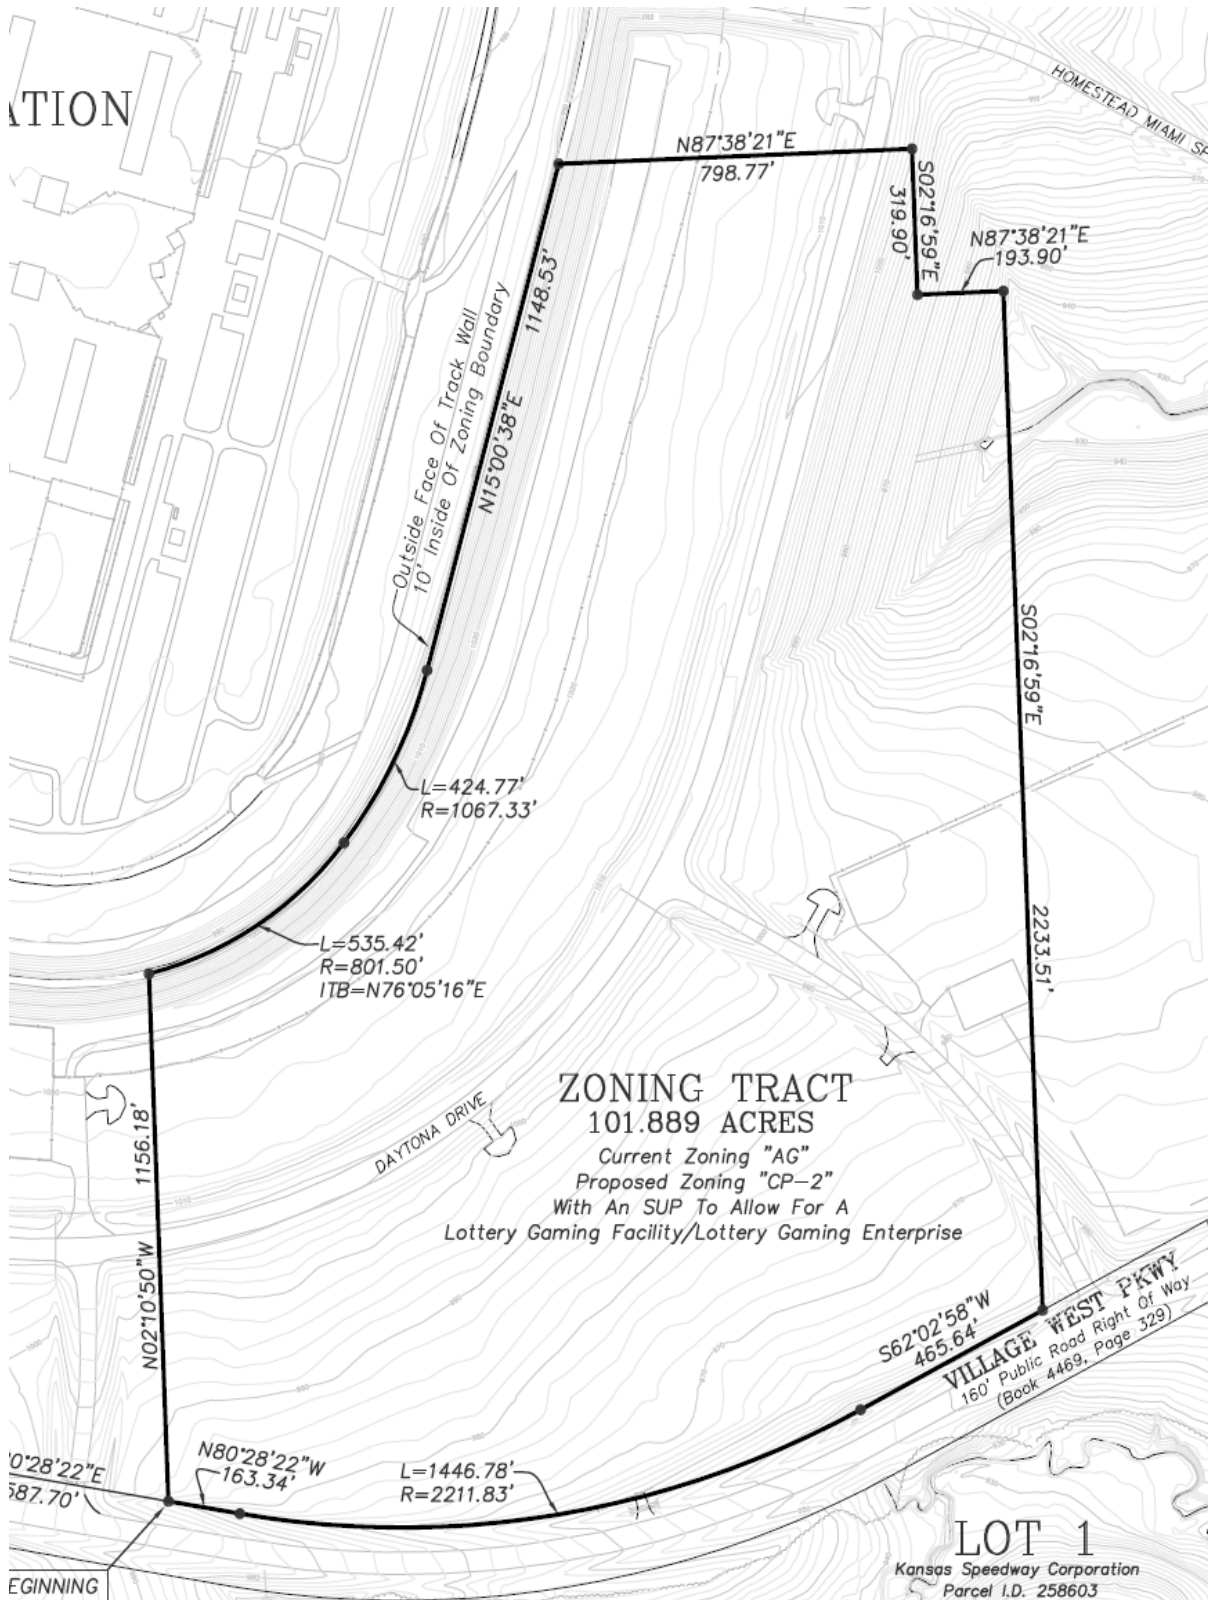 ATION
HOMESTEAD MIAMI SP
N87°38'21"E
798.77'
S02°16'59"E
319.90'
N87°38'21"E
193.90'
1148.53'
N15°00'38"E
Outside Face Of Track Wall
10' Inside Of Zoning Boundary
S02°16'59"E
2233.51'
L=424.77'
R=1067.33'
L=535.42'
R=801.50'
ITB=N76°05'16"E
ZONING TRACT
101.889 ACRES
Current Zoning "AG"
Proposed Zoning "CP-2"
With An SUP To Allow For A
Lottery Gaming Facility/Lottery Gaming Enterprise
DAYTONA DRIVE
1156.18'
N02°10'50"W
S62°02'58"W
465.64'
VILLAGE WEST PKWY
160' Public Road Right Of Way
(Book 4469, Page 329)
N80°28'22"W
163.34'
L=1446.78'
R=2211.83'
0°28'22"E
587.70'
EGINNING
LOT 1
Kansas Speedway Corporation
Parcel I.D. 258603